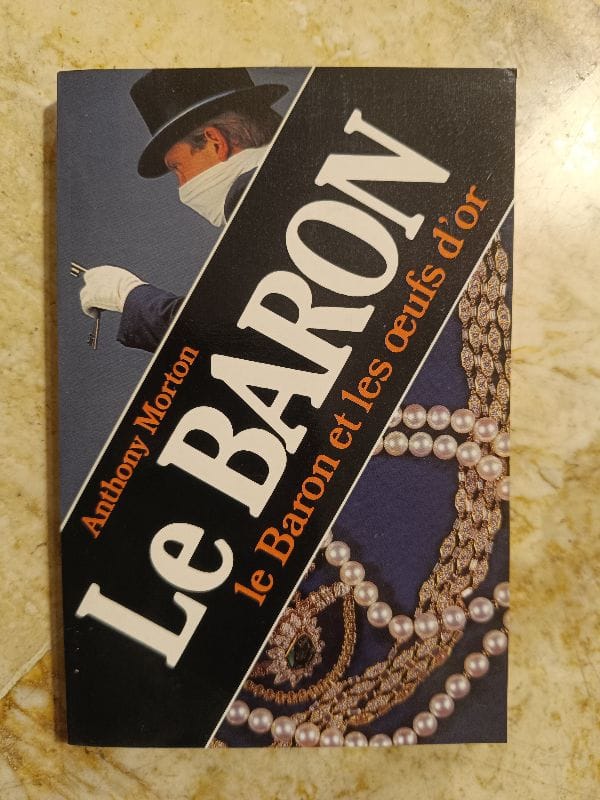 Anthony Morton
Le BARON
le Baron et les œufs d'or